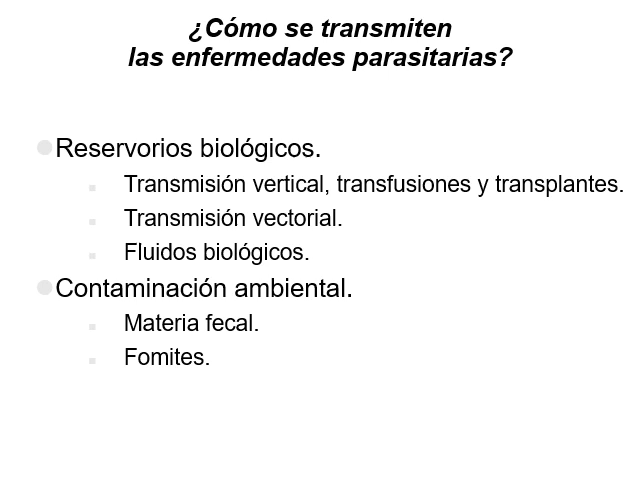 ¿Cómo se transmiten
las enfermedades parasitarias?
Reservorios biológicos.
Transmisión vertical, transfusiones y transplantes.
Transmisión vectorial.
Fluidos biológicos.
Contaminación ambiental.
Materia fecal.
Fomites.